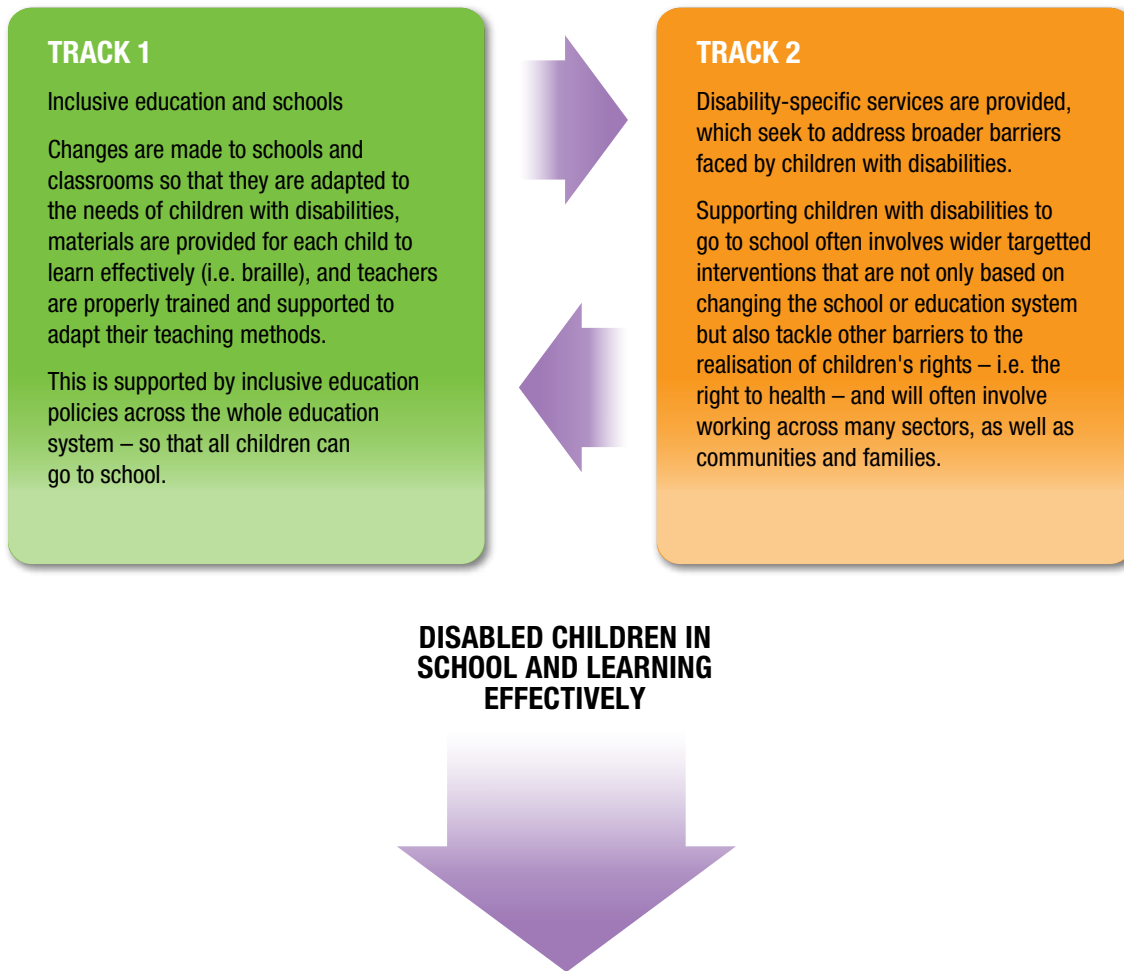 TRACK 1
Inclusive education and schools
Changes are made to schools and
classrooms so that they are adapted to
the needs of children with disabilities,
materials are provided for each child to
learn effectively (i.e. braille), and teachers
are properly trained and supported to
adapt their teaching methods.
This is supported by inclusive education
policies across the whole education
system – so that all children can
go to school.
TRACK 2
Disability-specific services are provided,
which seek to address broader barriers
faced by children with disabilities.
Supporting children with disabilities to
go to school often involves wider targetted
interventions that are not only based on
changing the school or education system
but also tackle other barriers to the
realisation of children's rights – i.e. the
right to health – and will often involve
working across many sectors, as well as
communities and families.
DISABLED CHILDREN IN
SCHOOL AND LEARNING
EFFECTIVELY